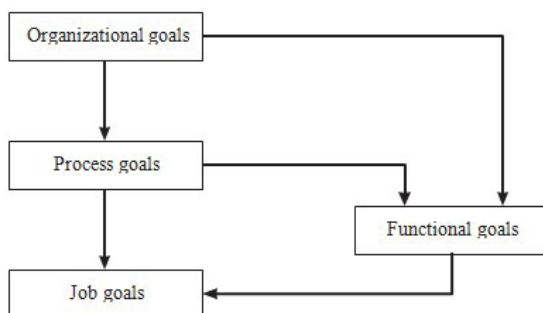 Organizational goals
Process goals
Functional goals
Job goals